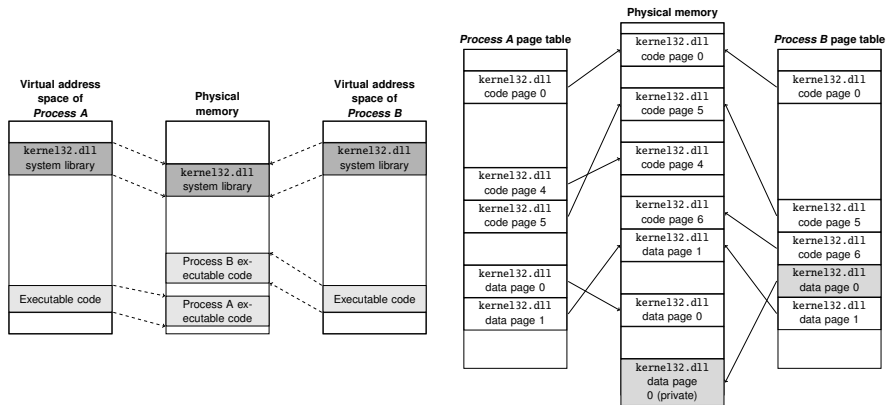 Virtual address
space of
Process A
kernel32.dll
system library
Executable code
Physical
memory
kernel32.dll
system library
Process B ex-
ecutable code
Process A ex-
ecutable code
Virtual address
space of
Process B
kernel32.dll
system library
Executable code
Process A page table
kernel32.dll
code page 0
kernel32.dll
code page 4
kernel32.dll
code page 5
kernel32.dll
data page 0
kernel32.dll
data page 1
Physical memory
kernel32.dll
code page 0
kernel32.dll
code page 5
kernel32.dll
code page 4
kernel32.dll
code page 6
kernel32.dll
data page 1
kernel32.dll
data page 0
kernel32.dll
data page
0 (private)
Process B page table
kernel32.dll
code page 0
kernel32.dll
code page 5
kernel32.dll
code page 6
kernel32.dll
data page 0
kernel32.dll
data page 1